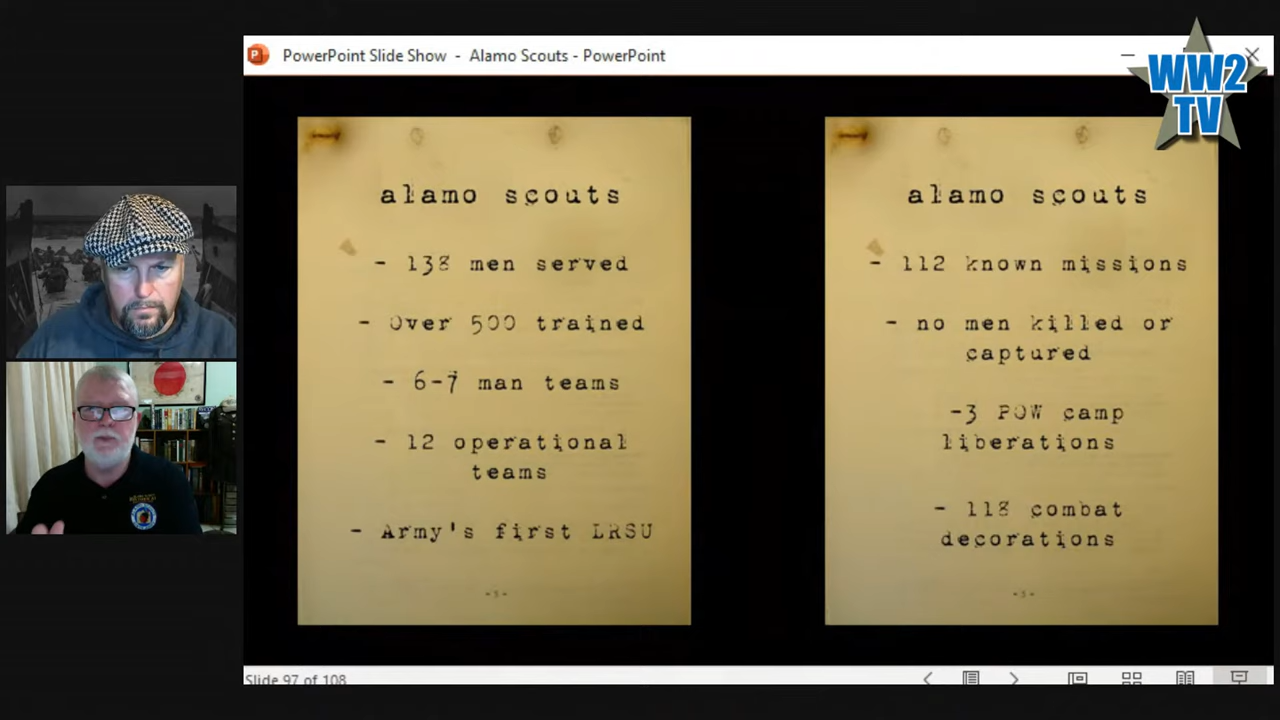 PowerPoint Slide Show - Alamo Scouts - PowerPoint
WW2
TV
alamo scouts
- 138 men served
- Over 500 trained
- 6-7 man teams
- 12 operational
teams
- Army's first LRSU
-5-
alamo scouts
- 112 known missions
- no men killed or
captured
-3 POW camp
liberations
- 118 combat
decorations
-5-
Slide 97 of 108